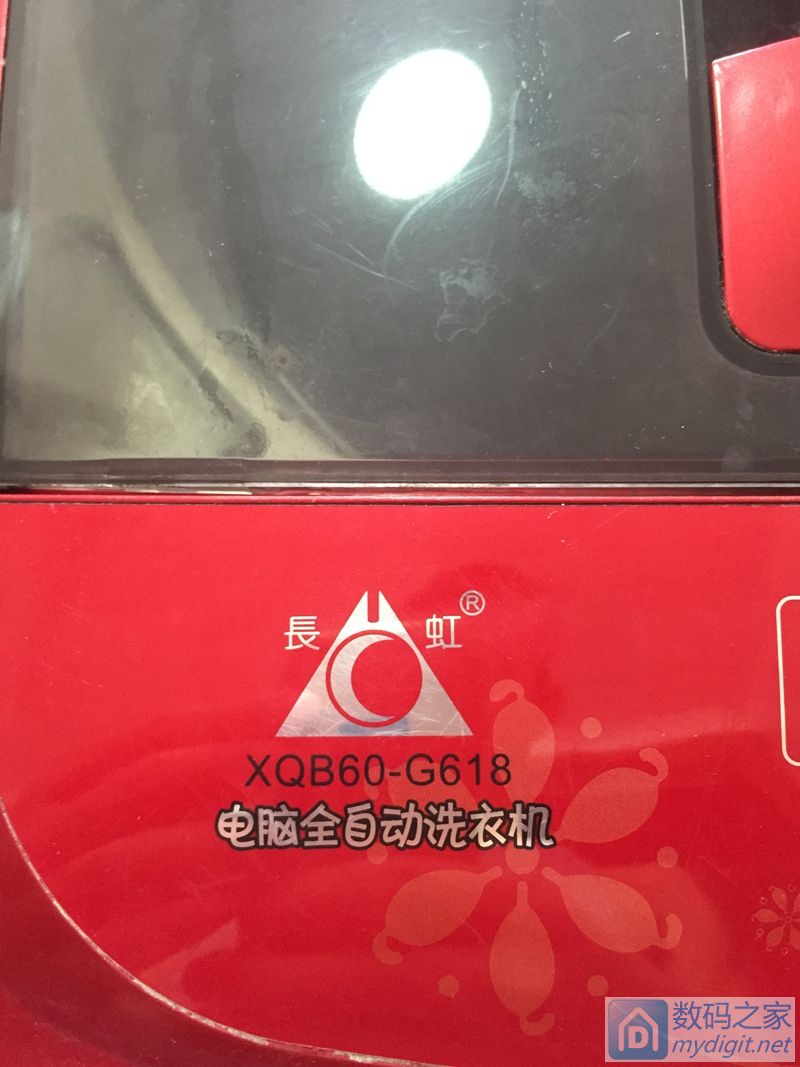 長虹®
XQB60-G618
电脑全自动洗衣机
数码之家
mydigit.net